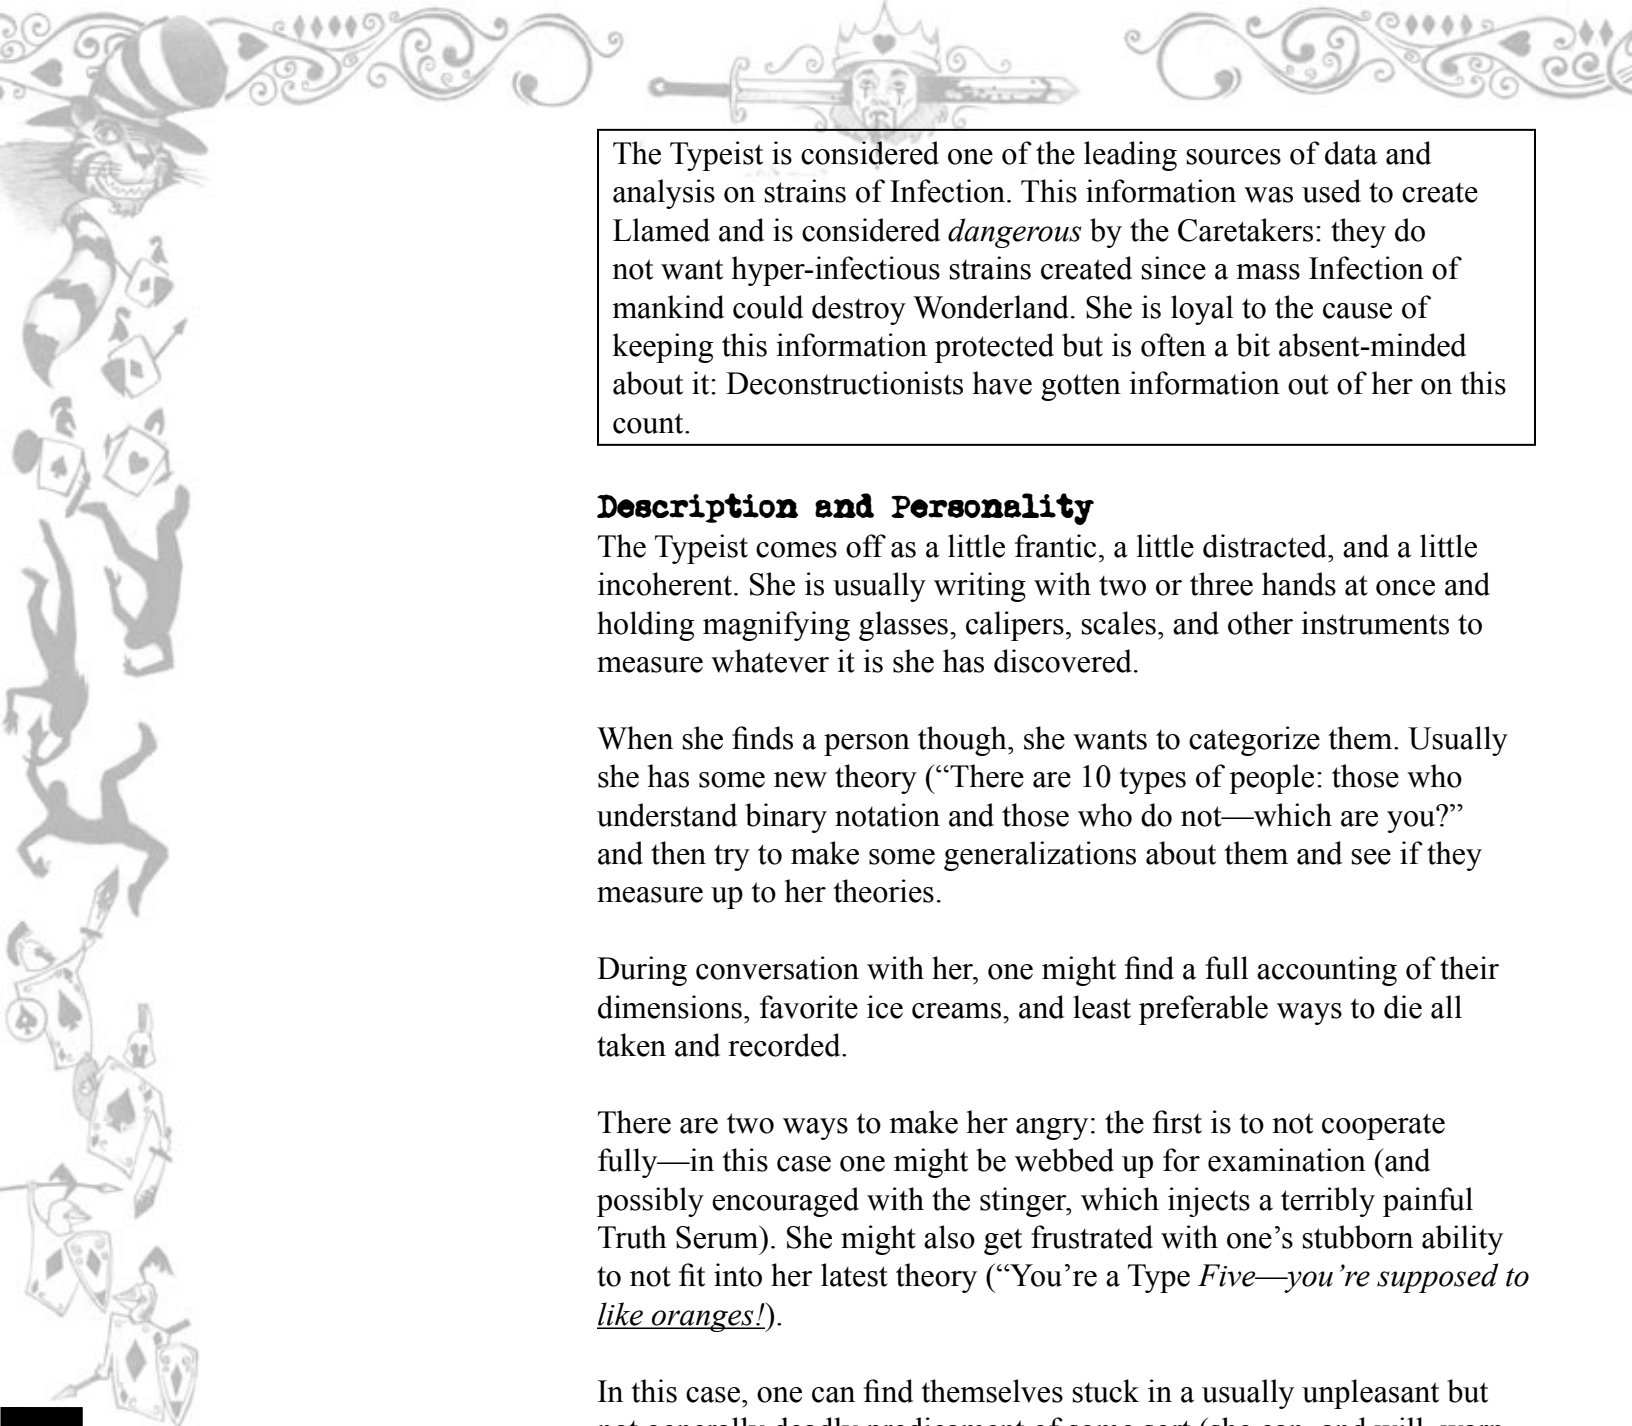 The Typeist is considered one of the leading sources of data and
analysis on strains of Infection. This information was used to create
Llamed and is considered dangerous by the Caretakers: they do
not want hyper-infectious strains created since a mass Infection of
mankind could destroy Wonderland. She is loyal to the cause of
keeping this information protected but is often a bit absent-minded
about it: Deconstructionists have gotten information out of her on this
count.
Description and Personality
The Typeist comes off as a little frantic, a little distracted, and a little
incoherent. She is usually writing with two or three hands at once and
holding magnifying glasses, calipers, scales, and other instruments to
measure whatever it is she has discovered.
When she finds a person though, she wants to categorize them. Usually
she has some new theory (“There are 10 types of people: those who
understand binary notation and those who do not—which are you?”
and then try to make some generalizations about them and see if they
measure up to her theories.
During conversation with her, one might find a full accounting of their
dimensions, favorite ice creams, and least preferable ways to die all
taken and recorded.
There are two ways to make her angry: the first is to not cooperate
fully—in this case one might be webbed up for examination (and
possibly encouraged with the stinger, which injects a terribly painful
Truth Serum). She might also get frustrated with one’s stubborn ability
to not fit into her latest theory (“You’re a Type Five—you’re supposed to
like oranges!).
In this case, one can find themselves stuck in a usually unpleasant but
not generally deadly predicament of some sort (she can, and will, warp